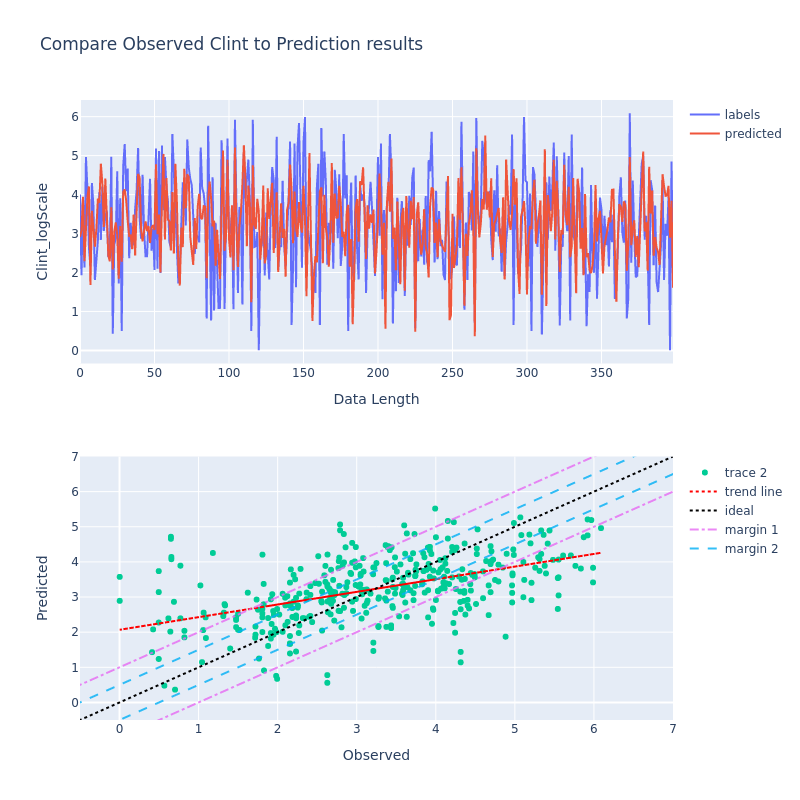 Compare Observed Clint to Prediction results
6
5
4
3
2
1
0
Clint_logScale
0 50 100 150 200 250 300 350
Data Length
labels
predicted
7
6
5
4
3
2
1
0
Predicted
0 1 2 3 4 5 6 7
Observed
trace 2
trend line
ideal
margin 1
margin 2